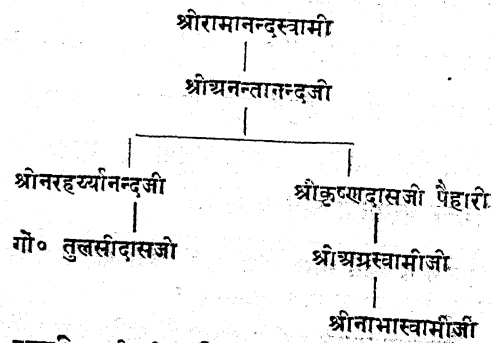 श्रीरामानन्दस्वामी
श्रीअनन्तानन्दजी
श्रीनरहर्य्यानन्दजी
श्रीकृष्णदासजी पैहारी
गों० तुलसीदासजी
श्रीअग्रस्वामीजी
श्रीनाभास्वामीजी